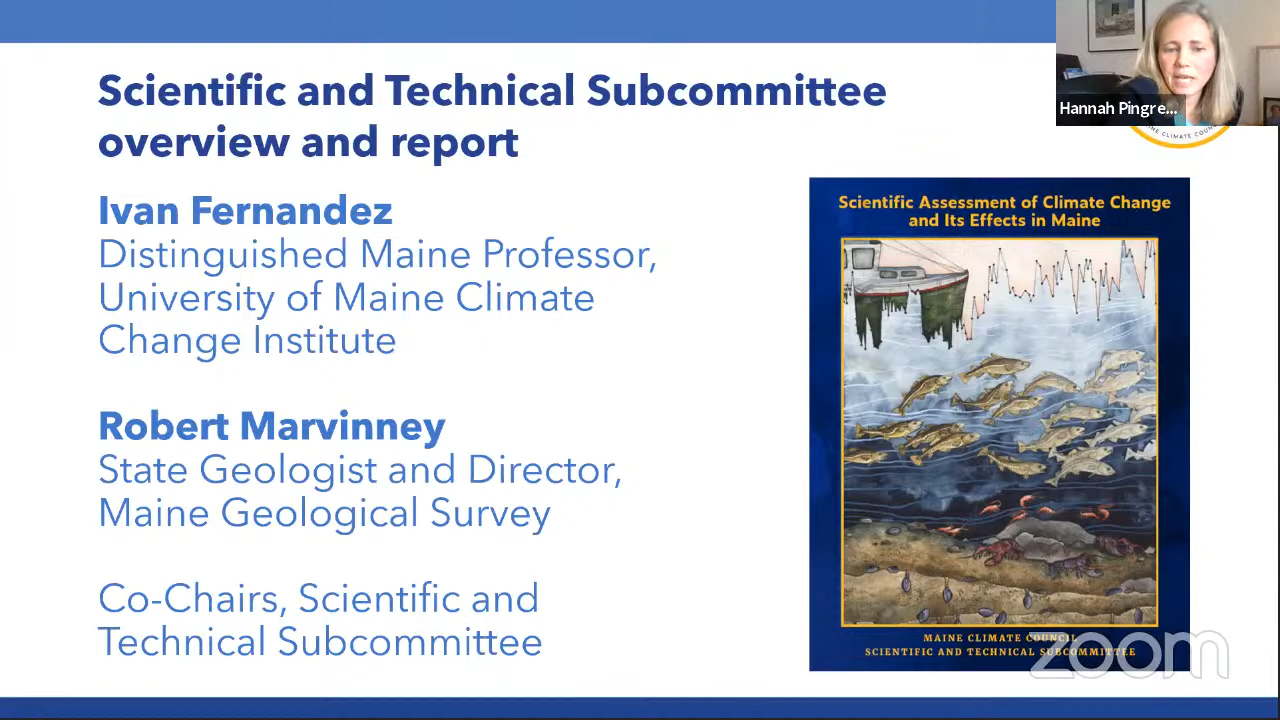 Scientific and Technical Subcommittee
overview and report
Ivan Fernandez
Distinguished Maine Professor,
University of Maine Climate
Change Institute
Robert Marvinney
State Geologist and Director,
Maine Geological Survey
Co-Chairs, Scientific and
Technical Subcommittee
Hannah Pingre...
CLIMATE
Scientific Assessment of Climate Change
and Its Effects in Maine
MAINE CLIMATE COUNCIL
SCIENTIFIC AND TECHNICAL SUBCOMMITTEE
zoom